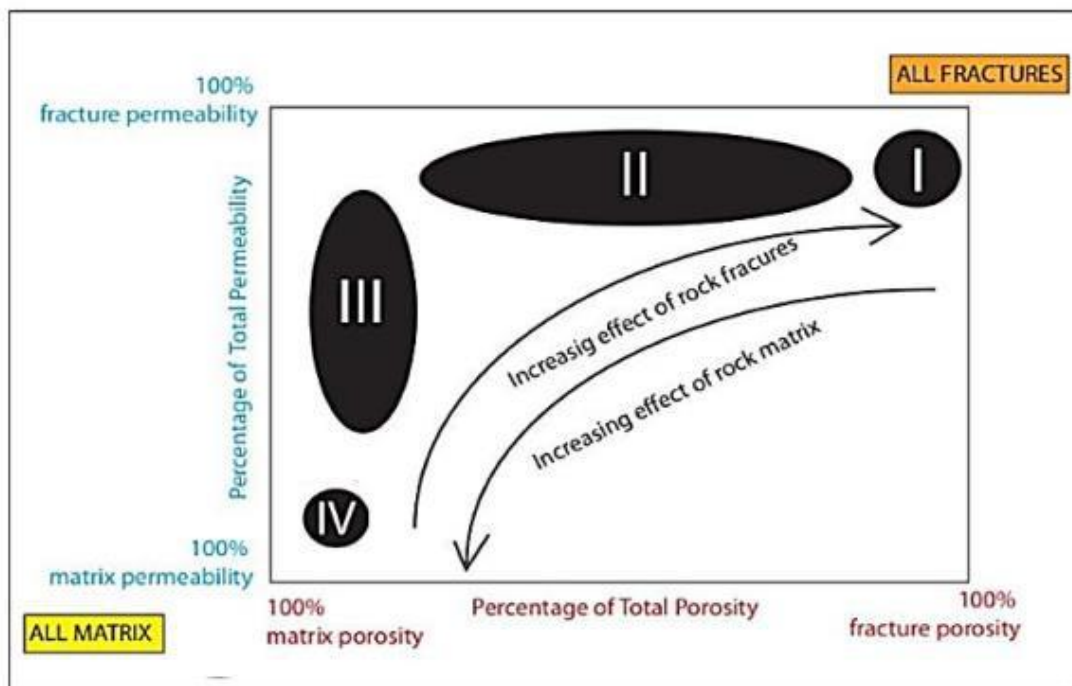 ALL FRACTURES
100%
fracture permeability
Percentage of Total Permeability
I
II
III
IV
Increasig effect of rock fracures
Increasing effect of rock matrix
100%
matrix permeability
ALL MATRIX
100%
matrix porosity
Percentage of Total Porosity
100%
fracture porosity